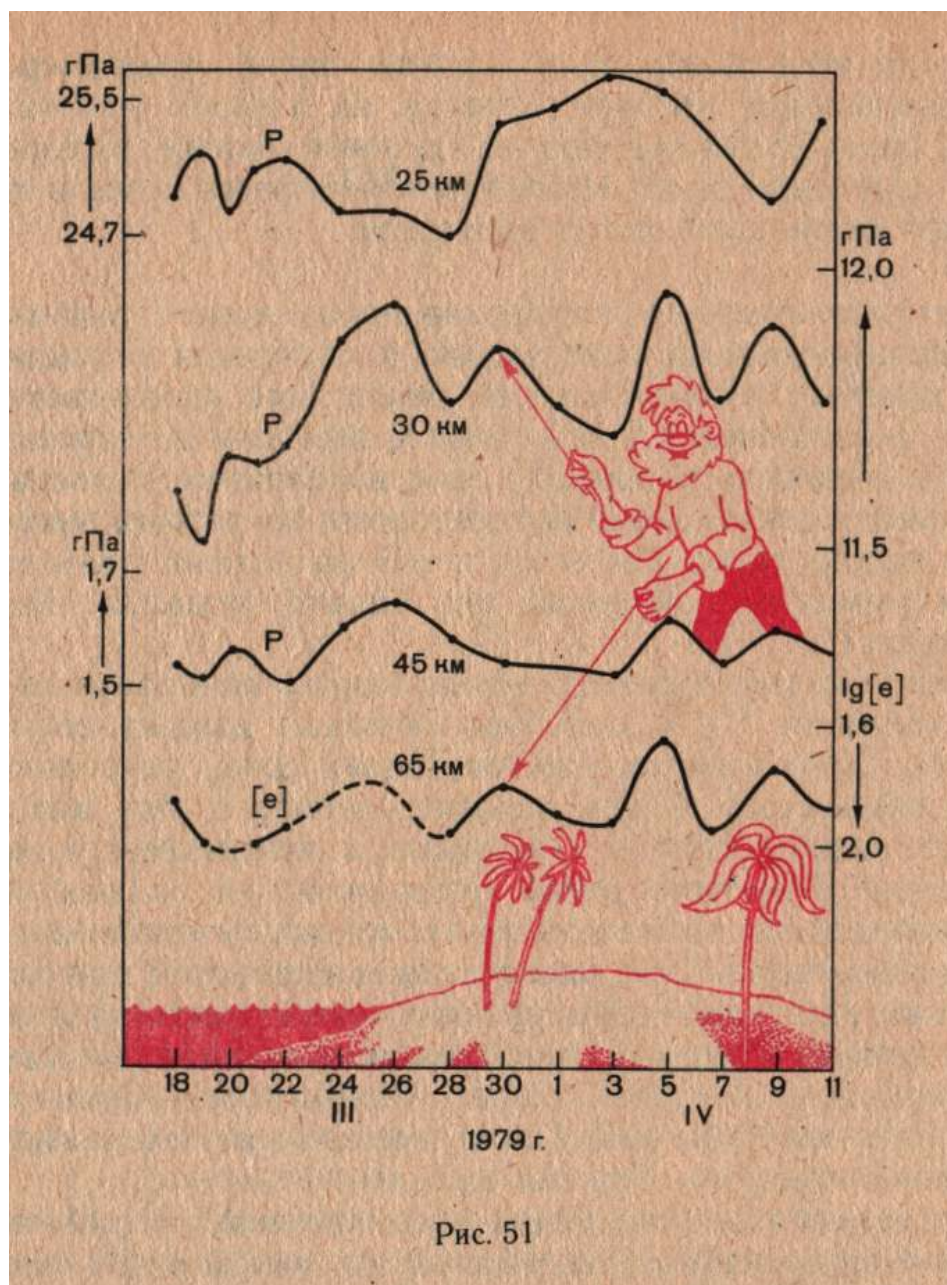 гПа
25,5
P
25 км
24,7
гПа
12,0
P
30 км
гПа
11,5
1,7
P
45 км
1,5
lg[e]
1,6
65 км
[e]
2,0
18 20 22 24 26 28 30 1 3 5 7 9 11
III IV
1979 г.
Рис. 51